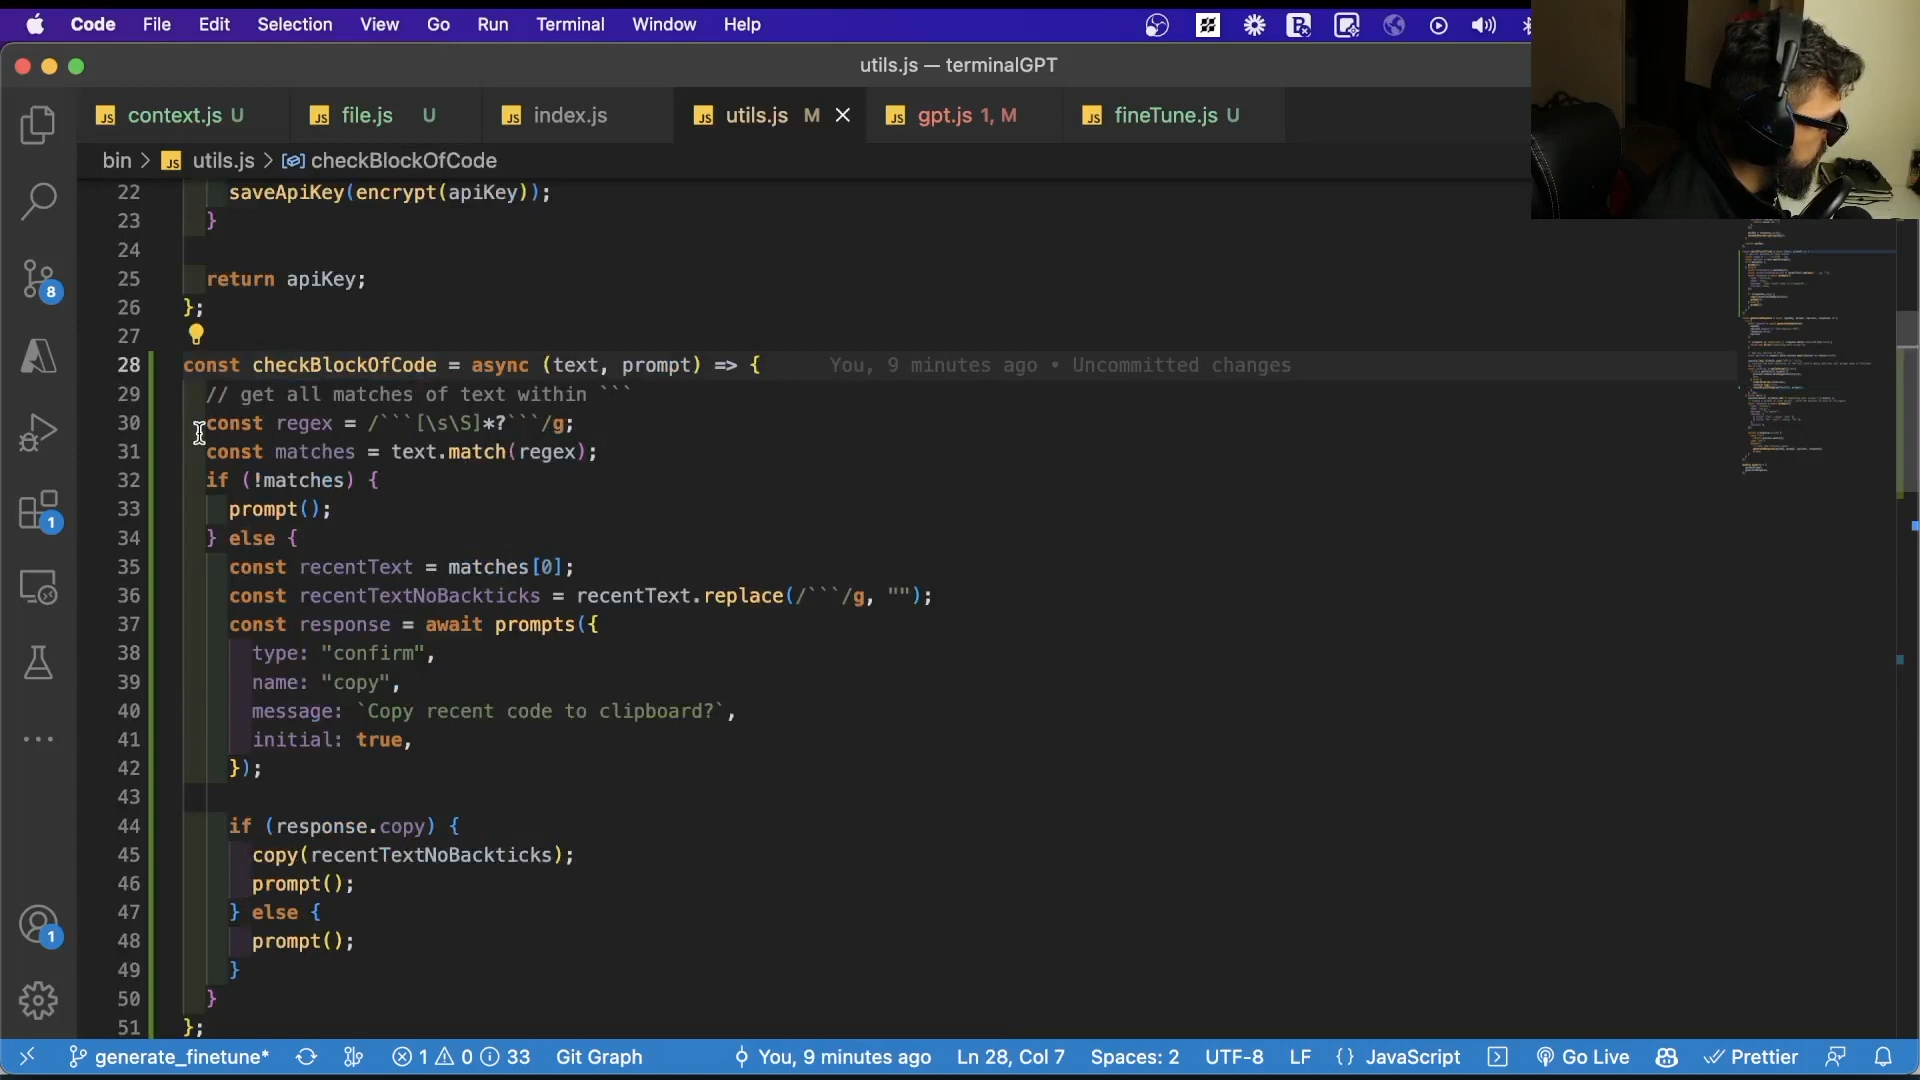 Code File Edit Selection View Go Run Terminal Window Help
utils.js — terminalGPT
context.js U file.js U index.js utils.js M gpt.js 1, M fineTune.js U
bin > utils.js > checkBlockOfCode
22 saveApiKey(encrypt(apiKey));
23 }
24
25 return apiKey;
26 };
27
28 const checkBlockOfCode = async (text, prompt) => { You, 9 minutes ago • Uncommitted changes
29 // get all matches of text within ```
30 const regex = /```[\s\S]*?```/g;
31 const matches = text.match(regex);
32 if (!matches) {
33 prompt();
34 } else {
35 const recentText = matches[0];
36 const recentTextNoBackticks = recentText.replace(/```/g, "");
37 const response = await prompts({
38 type: "confirm",
39 name: "copy",
40 message: `Copy recent code to clipboard?`,
41 initial: true,
42 });
43
44 if (response.copy) {
45 copy(recentTextNoBackticks);
46 prompt();
47 } else {
48 prompt();
49 }
50 }
51 };
8
1
1
generate_finetune* 1 0 33 Git Graph You, 9 minutes ago Ln 28, Col 7 Spaces: 2 UTF-8 LF {} JavaScript Go Live Prettier